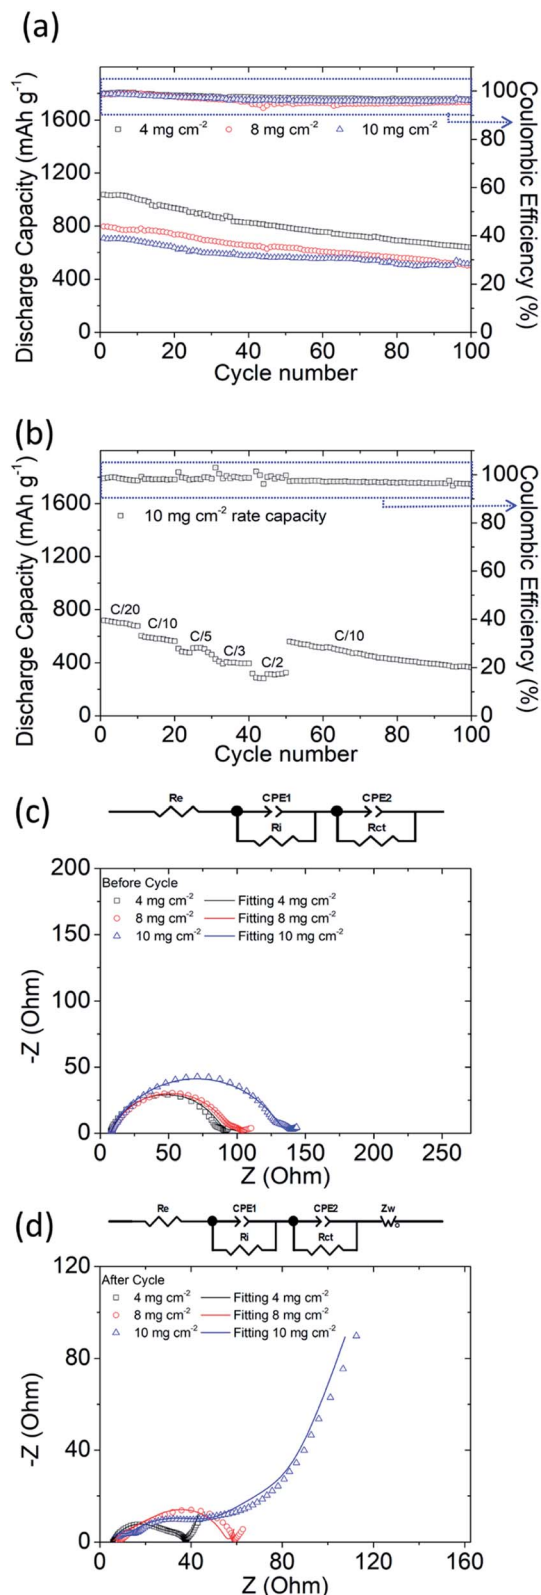 (a)
Discharge Capacity (mAh g-1)
1600
1200
800
400
0
4 mg cm-2 8 mg cm-2 10 mg cm-2
100
80
60
40
20
0
Coulombic Efficiency (%)
0 20 40 60 80 100
Cycle number
(b)
Discharge Capacity (mAh g-1)
1600
1200
800
400
0
10 mg cm-2 rate capacity
C/20
C/10
C/5
C/3
C/2
C/10
100
80
60
40
20
0
Coulombic Efficiency (%)
0 20 40 60 80 100
Cycle number
(c)
Re CPE1 CPE2
Ri Rct
-Z (Ohm)
200
150
100
50
0
Before Cycle
4 mg cm-2 Fitting 4 mg cm-2
8 mg cm-2 Fitting 8 mg cm-2
10 mg cm-2 Fitting 10 mg cm-2
0 50 100 150 200 250
Z (Ohm)
(d)
Re CPE1 CPE2 Zw
Ri Rct
-Z (Ohm)
120
80
40
0
After Cycle
4 mg cm-2 Fitting 4 mg cm-2
8 mg cm-2 Fitting 8 mg cm-2
10 mg cm-2 Fitting 10 mg cm-2
0 40 80 120 160
Z (Ohm)